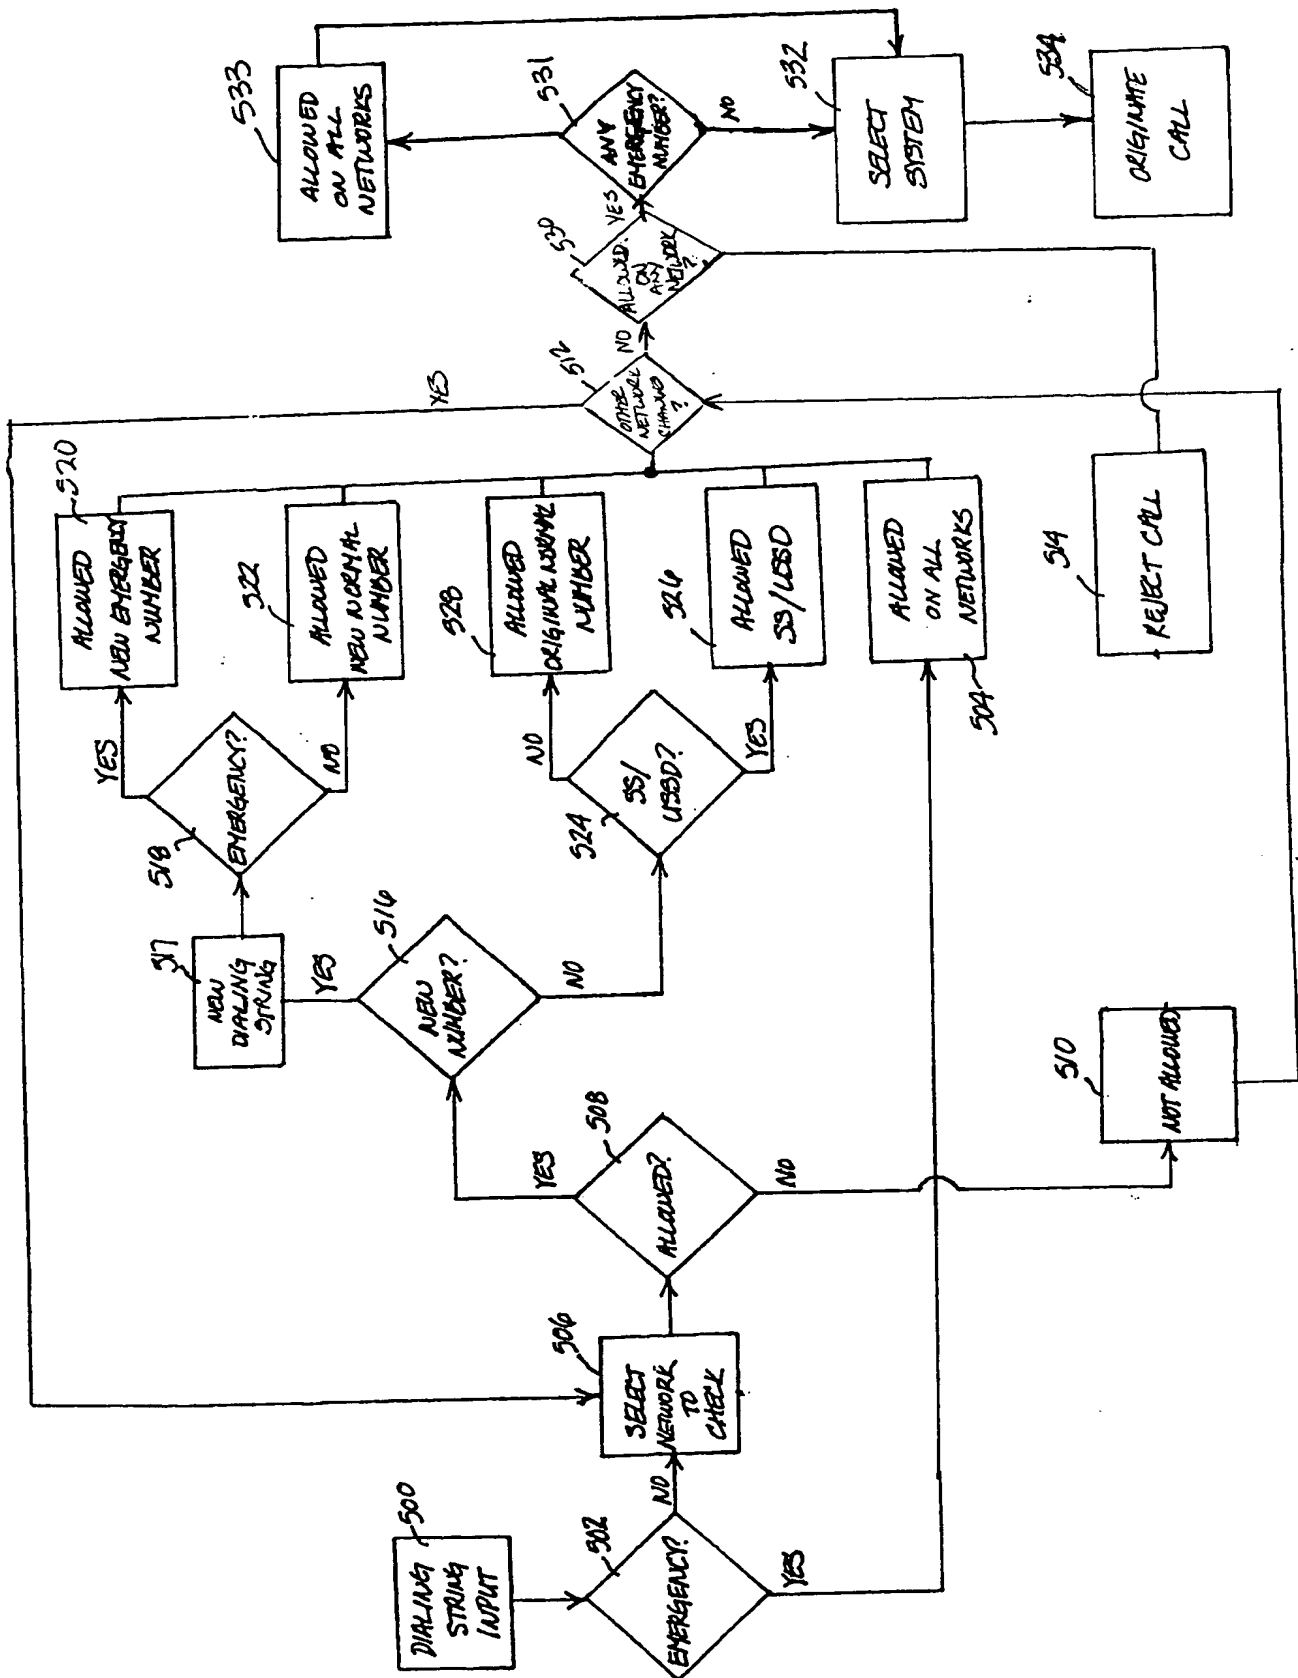 DIALING
STRING
INPUT
500
EMERGENCY?
502
NO
YES
SELECT
NETWORK
TO
CHECK
506
ALLOWED?
508
YES
NO
NOT ALLOWED
510
NEW
NUMBER?
516
YES
NO
NEW
DIALING
STRING
517
EMERGENCY?
518
YES
NO
SS/
USSD?
524
NO
YES
ALLOWED
NEW EMERGENCY
NUMBER
520
ALLOWED
NEW NORMAL
NUMBER
522
ALLOWED
ORIGINAL NORMAL
NUMBER
528
ALLOWED
SS/USSD
526
ALLOWED
ON ALL
NETWORKS
504
REJECT CALL
514
OTHER
NETWORK
?
512
YES
NO
ALLOWED
ON
ANY
NETWORK
?
530
YES
ANY
EMERGENCY
NUMBER?
531
NO
ALLOWED
ON ALL
NETWORKS
533
SELECT
SYSTEM
532
ORIGINATE
CALL
534